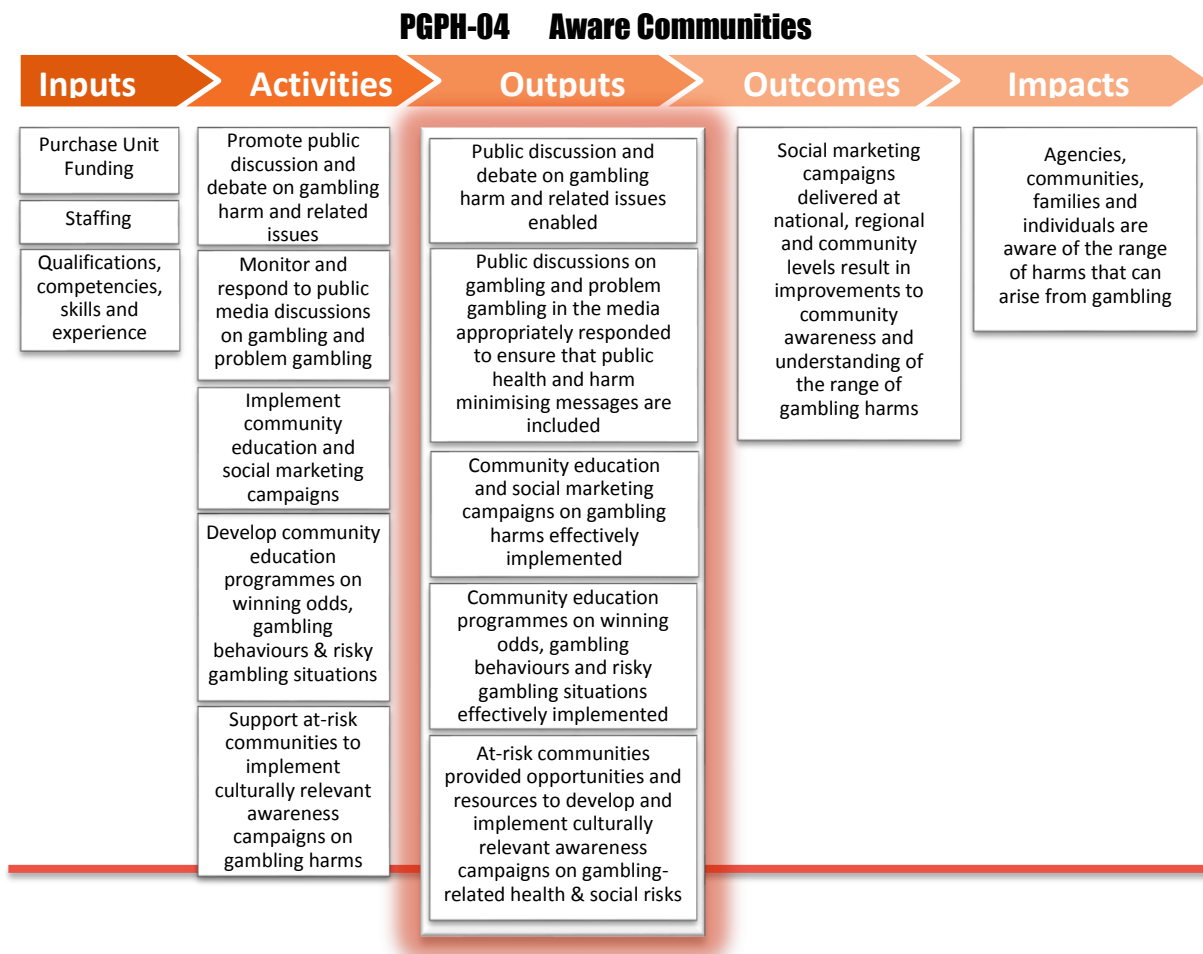 PGPH-04 Aware Communities
Inputs
Activities
Outputs
Outcomes
Impacts
Purchase Unit
Funding
Staffing
Qualifications,
competencies,
skills and
experience
Promote public
discussion and
debate on gambling
harm and related
issues
Monitor and
respond to public
media discussions
on gambling and
problem gambling
Implement
community
education and
social marketing
campaigns
Develop community
education
programmes on
winning odds,
gambling
behaviours & risky
gambling situations
Support at-risk
communities to
implement
culturally relevant
awareness
campaigns on
gambling harms
Public discussion and
debate on gambling
harm and related issues
enabled
Public discussions on
gambling and problem
gambling in the media
appropriately responded
to ensure that public
health and harm
minimising messages are
included
Community education
and social marketing
campaigns on gambling
harms effectively
implemented
Community education
programmes on winning
odds, gambling
behaviours and risky
gambling situations
effectively implemented
At-risk communities
provided opportunities and
resources to develop and
implement culturally
relevant awareness
campaigns on gambling-
related health & social risks
Social marketing
campaigns
delivered at
national, regional
and community
levels result in
improvements to
community
awareness and
understanding of
the range of
gambling harms
Agencies,
communities,
families and
individuals are
aware of the range
of harms that can
arise from gambling